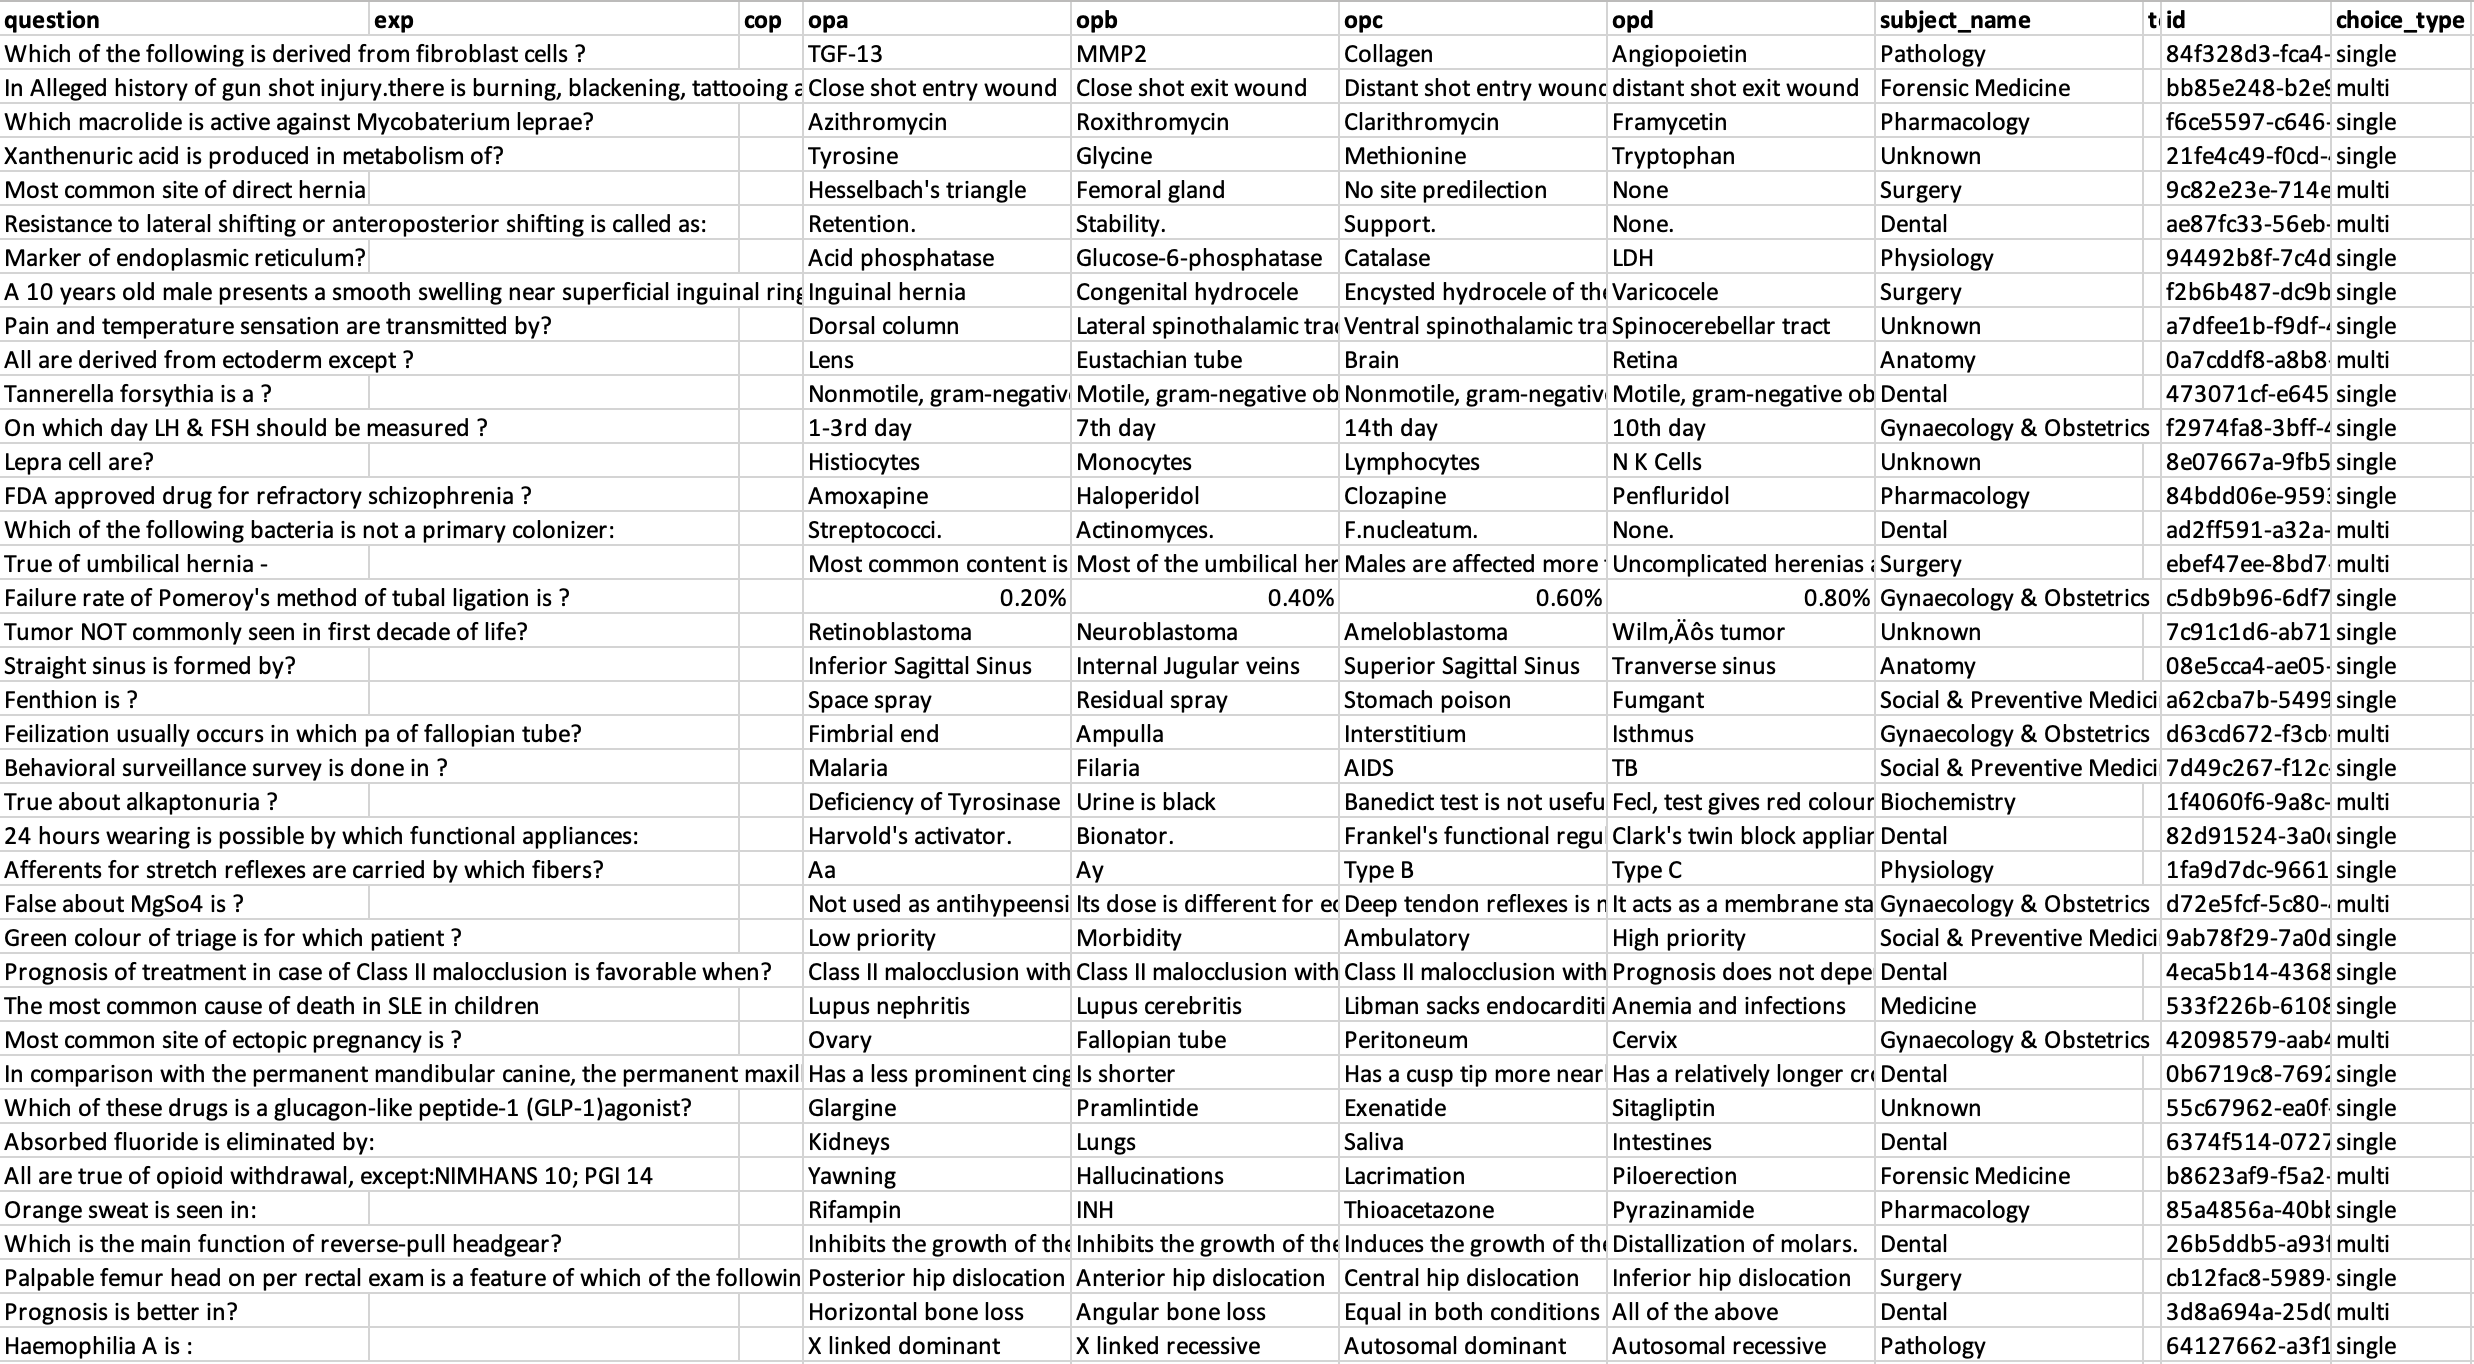 question exp cop opa opb opc opd subject_name t id choice_type
Which of the following is derived from fibroblast cells ? TGF-13 MMP2 Collagen Angiopoietin Pathology 84f328d3-fca4- single
In Alleged history of gun shot injury.there is burning, blackening, tattooing a Close shot entry wound Close shot exit wound Distant shot entry wound distant shot exit wound Forensic Medicine bb85e248-b2e9 multi
Which macrolide is active against Mycobaterium leprae? Azithromycin Roxithromycin Clarithromycin Framycetin Pharmacology f6ce5597-c646- single
Xanthenuric acid is produced in metabolism of? Tyrosine Glycine Methionine Tryptophan Unknown 21fe4c49-f0cd- single
Most common site of direct hernia Hesselbach's triangle Femoral gland No site predilection None Surgery 9c82e23e-714e multi
Resistance to lateral shifting or anteroposterior shifting is called as: Retention. Stability. Support. None. Dental ae87fc33-56eb- multi
Marker of endoplasmic reticulum? Acid phosphatase Glucose-6-phosphatase Catalase LDH Physiology 94492b8f-7c4d single
A 10 years old male presents a smooth swelling near superficial inguinal ring Inguinal hernia Congenital hydrocele Encysted hydrocele of the Varicocele Surgery f2b6b487-dc9b single
Pain and temperature sensation are transmitted by? Dorsal column Lateral spinothalamic trac Ventral spinothalamic tra Spinocerebellar tract Unknown a7dfee1b-f9df-4 single
All are derived from ectoderm except ? Lens Eustachian tube Brain Retina Anatomy 0a7cddf8-a8b8- multi
Tannerella forsythia is a ? Nonmotile, gram-negative Motile, gram-negative ob Nonmotile, gram-negative Motile, gram-negative ob Dental 473071cf-e645 single
On which day LH & FSH should be measured ? 1-3rd day 7th day 14th day 10th day Gynaecology & Obstetrics f2974fa8-3bff-4 single
Lepra cell are? Histiocytes Monocytes Lymphocytes N K Cells Unknown 8e07667a-9fb5 single
FDA approved drug for refractory schizophrenia ? Amoxapine Haloperidol Clozapine Penfluridol Pharmacology 84bdd06e-9593 single
Which of the following bacteria is not a primary colonizer: Streptococci. Actinomyces. F.nucleatum. None. Dental ad2ff591-a32a- multi
True of umbilical hernia - Most common content is Most of the umbilical her Males are affected more Uncomplicated herenias a Surgery ebef47ee-8bd7- multi
Failure rate of Pomeroy's method of tubal ligation is ? 0.20% 0.40% 0.60% 0.80% Gynaecology & Obstetrics c5db9b96-6df7 single
Tumor NOT commonly seen in first decade of life? Retinoblastoma Neuroblastoma Ameloblastoma Wilm‚Äôs tumor Unknown 7c91c1d6-ab71 single
Straight sinus is formed by? Inferior Sagittal Sinus Internal Jugular veins Superior Sagittal Sinus Tranverse sinus Anatomy 08e5cca4-ae05- single
Fenthion is ? Space spray Residual spray Stomach poison Fumgant Social & Preventive Medici a62cba7b-5499 single
Feilization usually occurs in which pa of fallopian tube? Fimbrial end Ampulla Interstitium Isthmus Gynaecology & Obstetrics d63cd672-f3cb- multi
Behavioral surveillance survey is done in ? Malaria Filaria AIDS TB Social & Preventive Medici 7d49c267-f12c- single
True about alkaptonuria ? Deficiency of Tyrosinase Urine is black Banedict test is not usefu Fecl, test gives red colour Biochemistry 1f4060f6-9a8c- multi
24 hours wearing is possible by which functional appliances: Harvold's activator. Bionator. Frankel's functional regu Clark's twin block applian Dental 82d91524-3a0c single
Afferents for stretch reflexes are carried by which fibers? Aa Ay Type B Type C Physiology 1fa9d7dc-9661 single
False about MgSo4 is ? Not used as antihypeensi Its dose is different for ec Deep tendon reflexes is n It acts as a membrane sta Gynaecology & Obstetrics d72e5fcf-5c80- multi
Green colour of triage is for which patient ? Low priority Morbidity Ambulatory High priority Social & Preventive Medici 9ab78f29-7a0d single
Prognosis of treatment in case of Class II malocclusion is favorable when? Class II malocclusion with Class II malocclusion with Class II malocclusion with Prognosis does not depe Dental 4eca5b14-4368 single
The most common cause of death in SLE in children Lupus nephritis Lupus cerebritis Libman sacks endocarditi Anemia and infections Medicine 533f226b-6108 single
Most common site of ectopic pregnancy is ? Ovary Fallopian tube Peritoneum Cervix Gynaecology & Obstetrics 42098579-aab4 multi
In comparison with the permanent mandibular canine, the permanent maxil Has a less prominent cing Is shorter Has a cusp tip more near Has a relatively longer cro Dental 0b6719c8-7692 single
Which of these drugs is a glucagon-like peptide-1 (GLP-1)agonist? Glargine Pramlintide Exenatide Sitagliptin Unknown 55c67962-ea0f- single
Absorbed fluoride is eliminated by: Kidneys Lungs Saliva Intestines Dental 6374f514-0727 single
All are true of opioid withdrawal, except:NIMHANS 10; PGI 14 Yawning Hallucinations Lacrimation Piloerection Forensic Medicine b8623af9-f5a2- multi
Orange sweat is seen in: Rifampin INH Thioacetazone Pyrazinamide Pharmacology 85a4856a-40bb single
Which is the main function of reverse-pull headgear? Inhibits the growth of the Inhibits the growth of the Induces the growth of the Distallization of molars. Dental 26b5ddb5-a93f multi
Palpable femur head on per rectal exam is a feature of which of the followin Posterior hip dislocation Anterior hip dislocation Central hip dislocation Inferior hip dislocation Surgery cb12fac8-5989- single
Prognosis is better in? Horizontal bone loss Angular bone loss Equal in both conditions All of the above Dental 3d8a694a-25d0 multi
Haemophilia A is : X linked dominant X linked recessive Autosomal dominant Autosomal recessive Pathology 64127662-a3f1 single